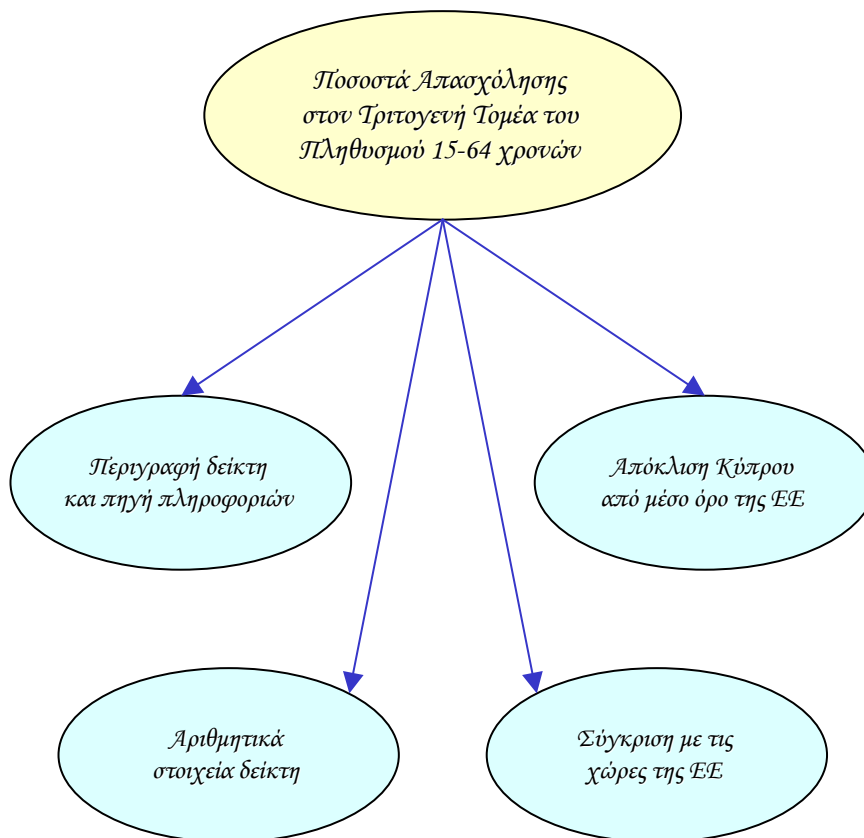 Ποσοστά Απασχόλησης
στον Τριτογενή Τομέα του
Πληθυσμού 15-64 χρονών
Περιγραφή δείκτη
και πηγή πληροφοριών
Απόκλιση Κύπρου
από μέσο όρο της ΕΕ
Αριθμητικά
στοιχεία δείκτη
Σύγκριση με τις
χώρες της ΕΕ